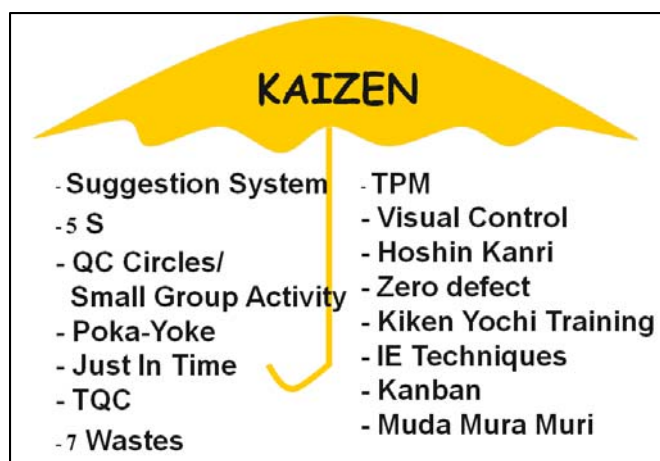 KAIZEN
- Suggestion System
- 5 S
- QC Circles/
Small Group Activity
- Poka-Yoke
- Just In Time
- TQC
- 7 Wastes
- TPM
- Visual Control
- Hoshin Kanri
- Zero defect
- Kiken Yochi Training
- IE Techniques
- Kanban
- Muda Mura Muri